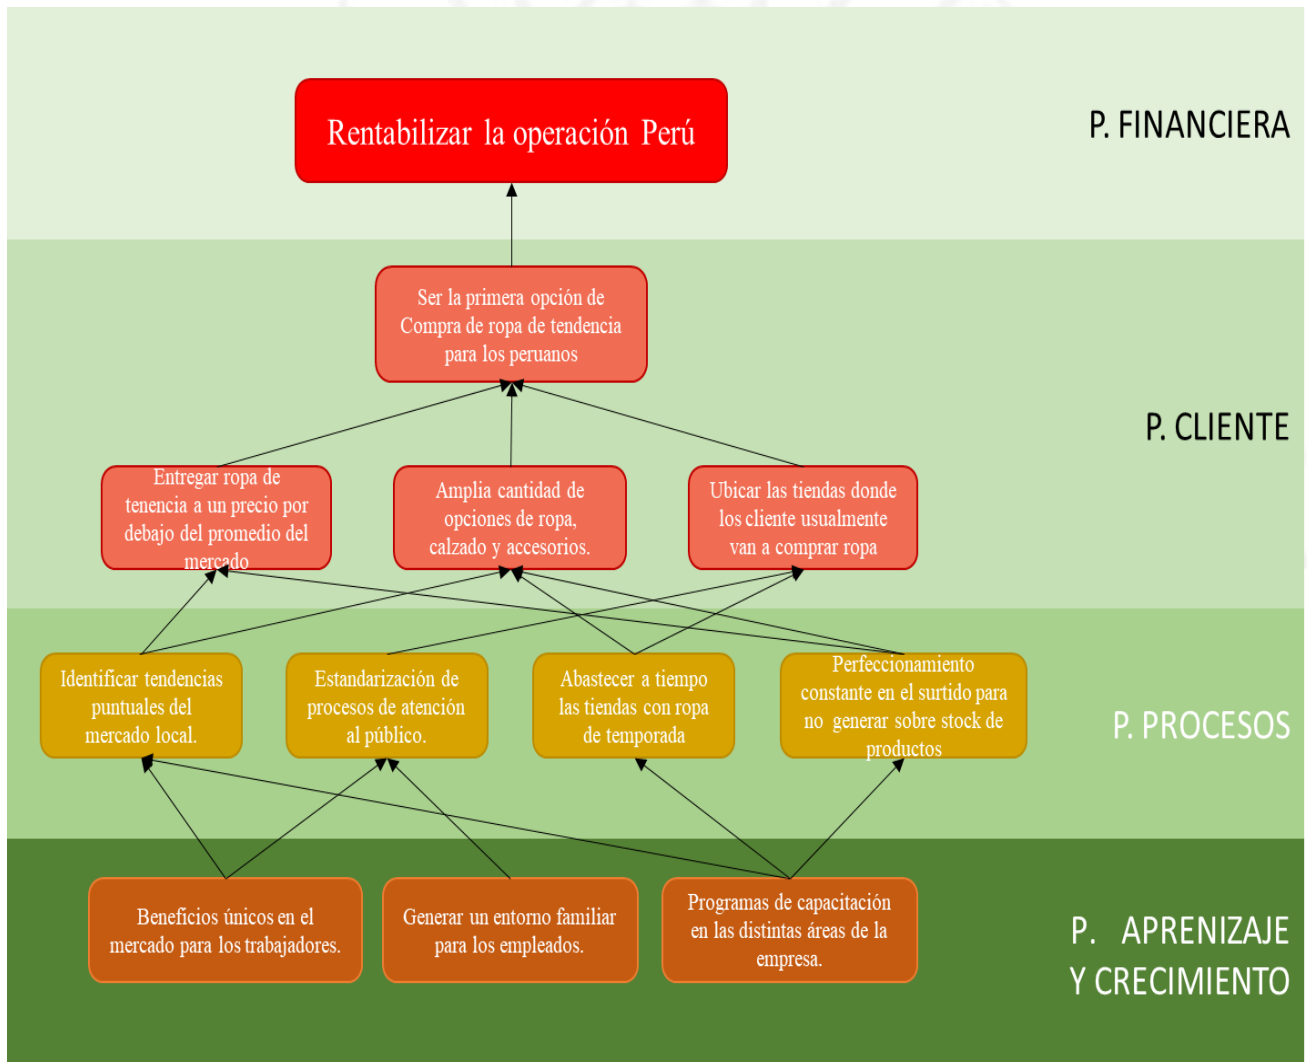 Rentabilizar la operación Perú
P. FINANCIERA
Ser la primera opción de
Compra de ropa de tendencia
para los peruanos
P. CLIENTE
Entregar ropa de
tenencia a un precio por
debajo del promedio del
mercado
Amplia cantidad de
opciones de ropa,
calzado y accesorios.
Ubicar las tiendas donde
los cliente usualmente
van a comprar ropa
Identificar tendencias
puntuales del
mercado local.
Estandarización de
procesos de atención
al público.
Abastecer a tiempo
las tiendas con ropa
de temporada
Perfeccionamiento
constante en el surtido para
no generar sobre stock de
productos
P. PROCESOS
Beneficios únicos en el
mercado para los trabajadores.
Generar un entorno familiar
para los empleados.
Programas de capacitación
en las distintas áreas de la
empresa.
P. APRENIZAJE
Y CRECIMIENTO